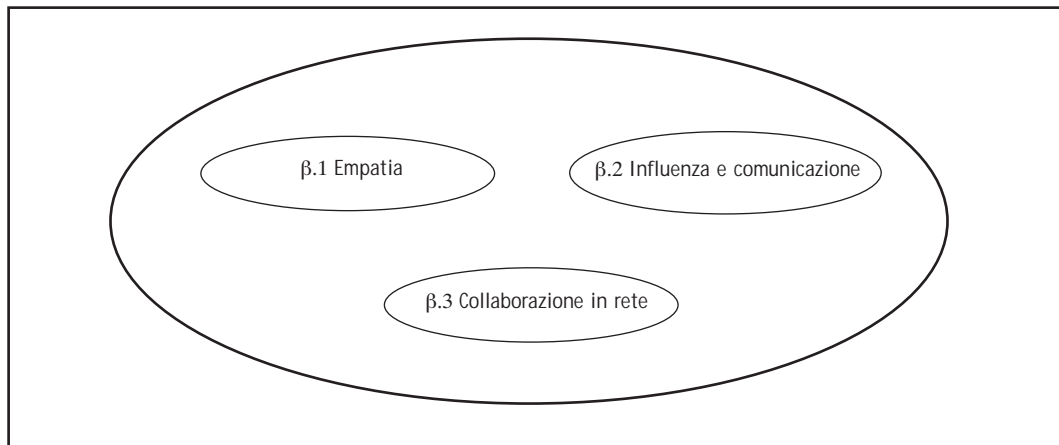 β.1 Empatia
β.2 Influenza e comunicazione
β.3 Collaborazione in rete